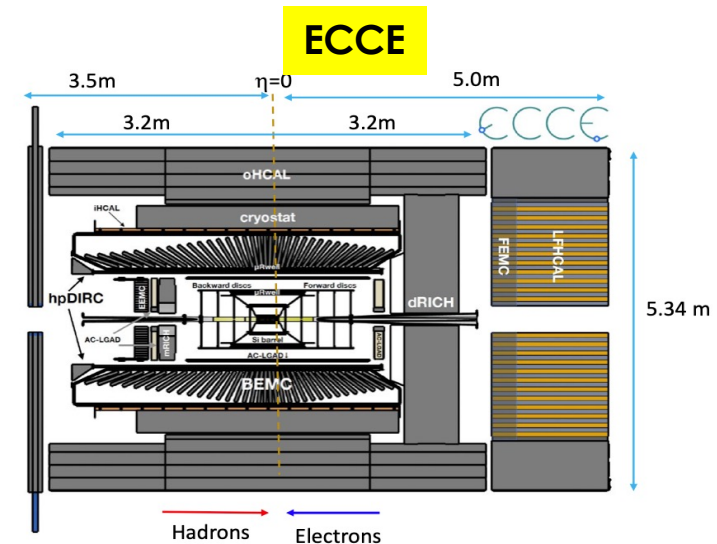 ECCE
3.5m
η=0
5.0m
3.2m
3.2m
ECCE
oHCAL
iHCAL
cryostat
μRwell
hpDIRC
EEMC
Backward discs
μRwell
Forward discs
dRICH
FEMC
LFHCAL
5.34 m
AC-LGAD
mRICH
Si barrel
AC-LGAD
BEMC
Hadrons
Electrons